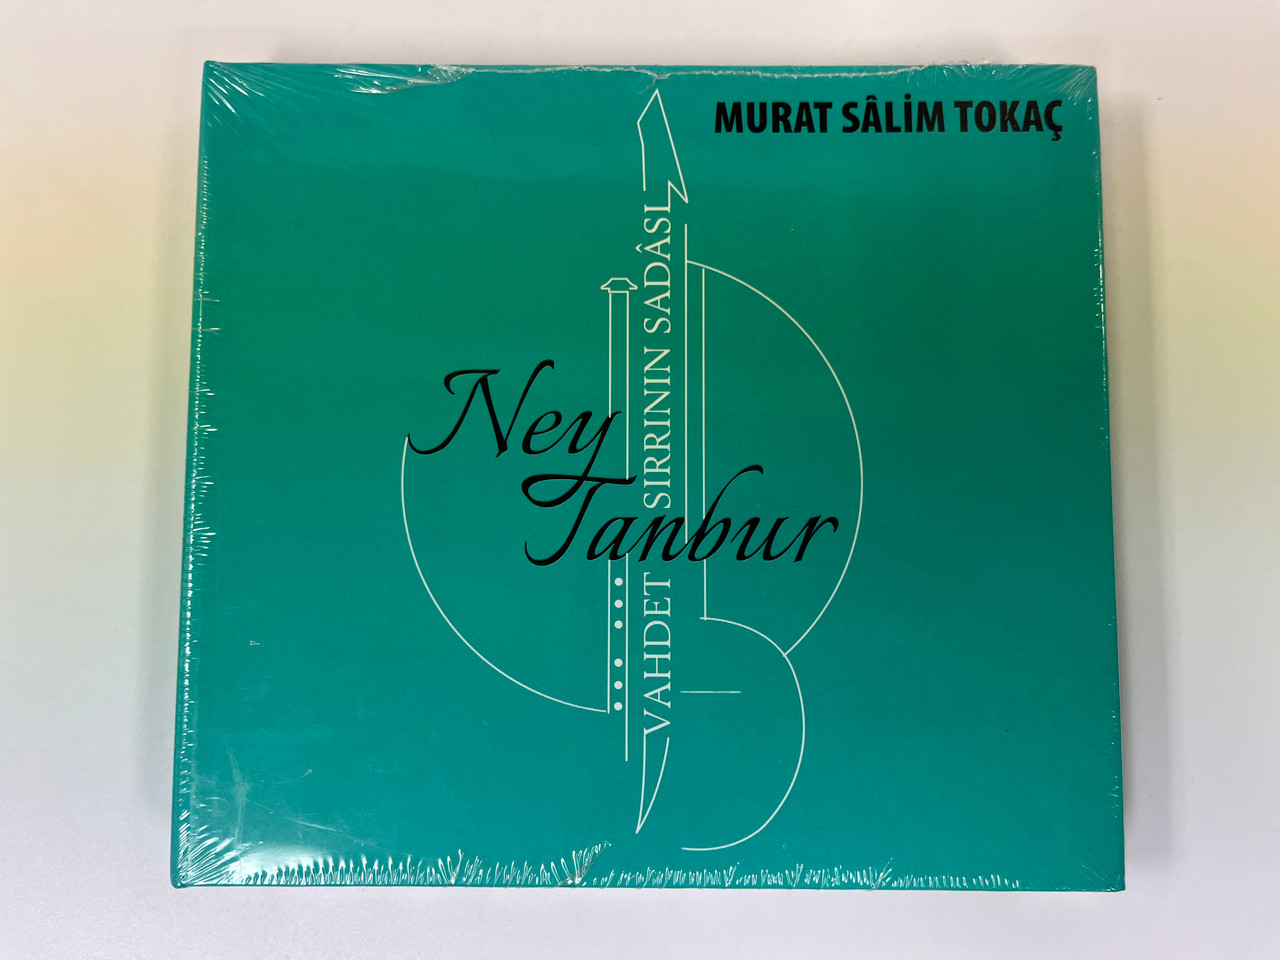 MURAT SÂLİM TOKAÇ
VAHDET SIRRININ SADÂSI
Ney
Tanbur